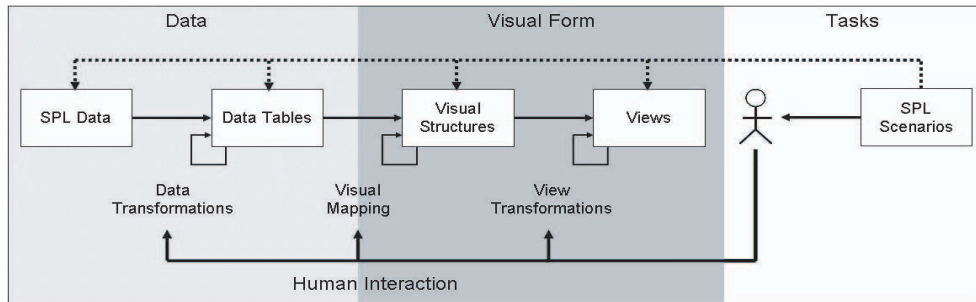 Data
Visual Form
Tasks
SPL Data
Data Tables
Visual
Structures
Views
SPL
Scenarios
Data
Transformations
Visual
Mapping
View
Transformations
Human Interaction